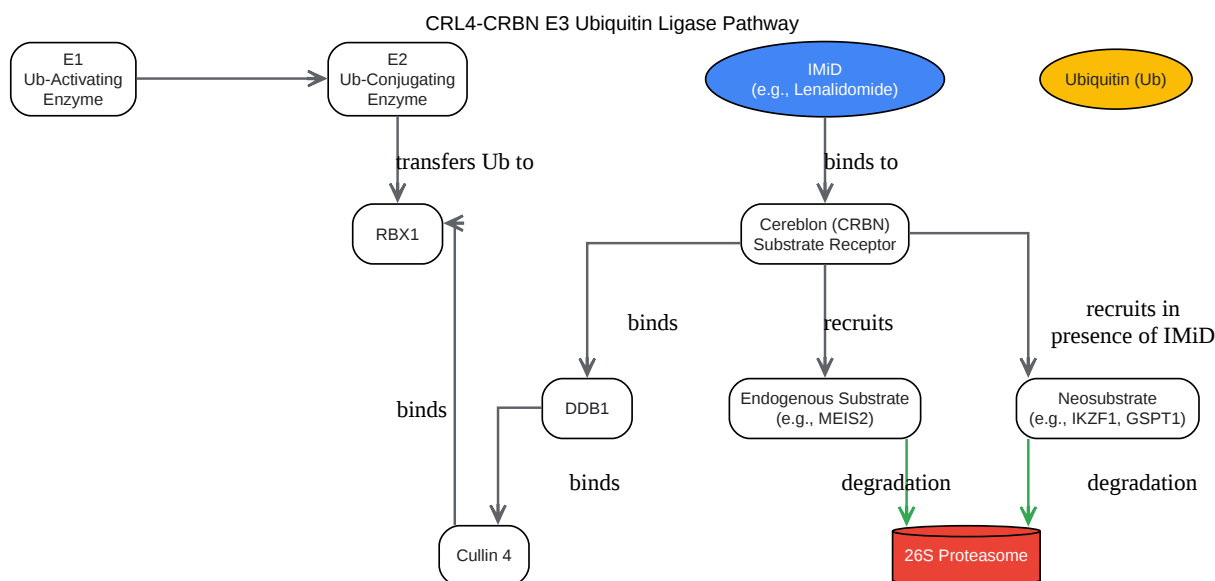 CRL4-CRBN E3 Ubiquitin Ligase Pathway
E1
Ub-Activating
Enzyme
E2
Ub-Conjugating
Enzyme
IMiD
(e.g., Lenalidomide)
Ubiquitin (Ub)
transfers Ub to
binds to
RBX1
Cereblon (CRBN)
Substrate Receptor
binds
recruits
recruits in
presence of IMiD
binds
DDB1
Endogenous Substrate
(e.g., MEIS2)
Neosubstrate
(e.g., IKZF1, GSPT1)
binds
degradation
degradation
Cullin 4
26S Proteasome